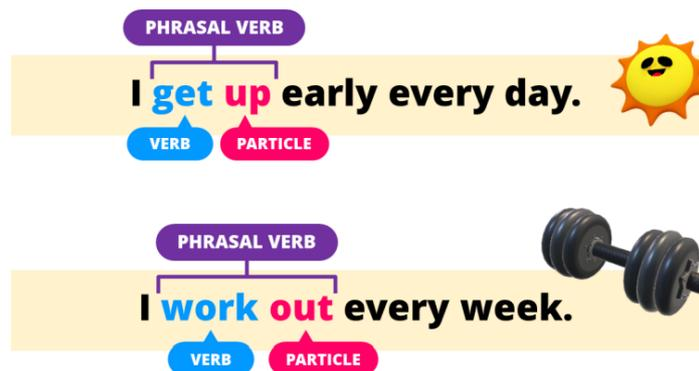 PHRASAL VERB
I get up early every day.
VERB PARTICLE
PHRASAL VERB
I work out every week.
VERB PARTICLE